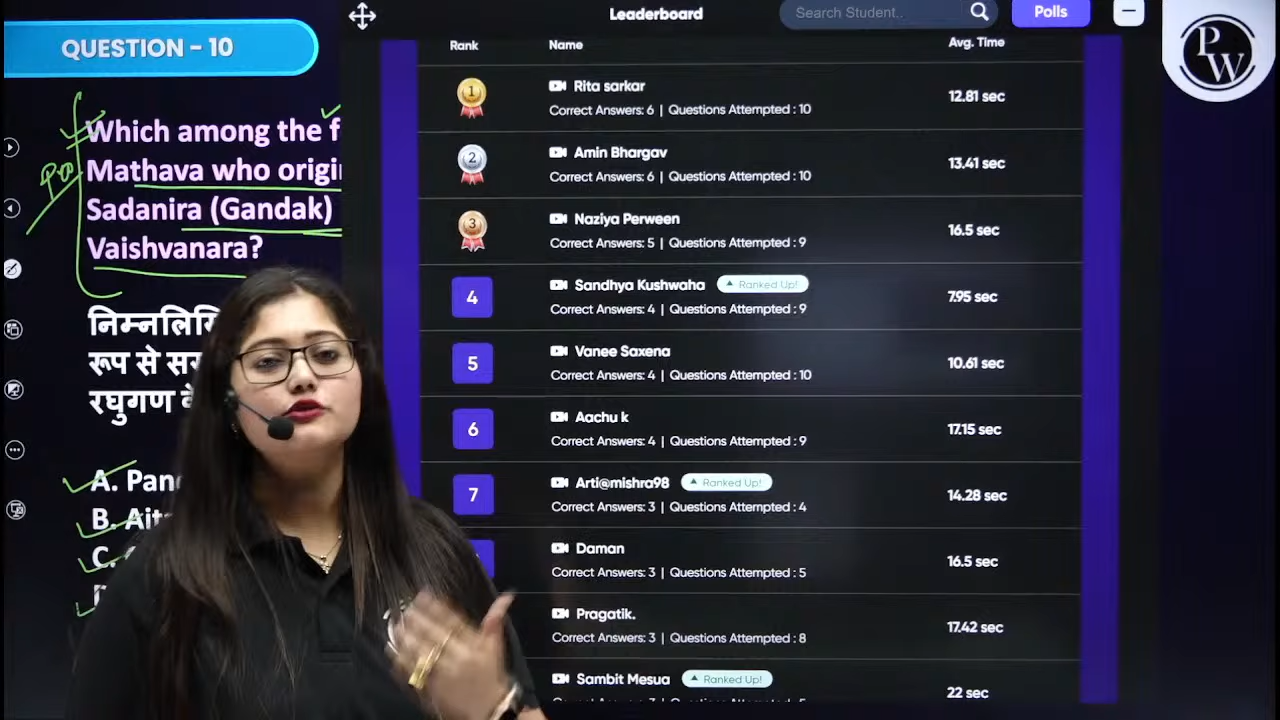 QUESTION - 10
Which among the f
Mathava who origi
Sadanira (Gandak)
Vaishvanara?
रूप से
रघुगण
A. Pan
B. Ait
C.
Leaderboard
Search Student..
Polls
PW
Rank Name Avg. Time
1 Rita sarkar
Correct Answers: 6 | Questions Attempted : 10 12.81 sec
2 Amin Bhargav
Correct Answers: 6 | Questions Attempted : 10 13.41 sec
3 Naziya Perween
Correct Answers: 5 | Questions Attempted : 9 16.5 sec
4 Sandhya Kushwaha Ranked Up!
Correct Answers: 4 | Questions Attempted : 9 7.95 sec
5 Vanee Saxena
Correct Answers: 4 | Questions Attempted : 10 10.61 sec
6 Aachu k
Correct Answers: 4 | Questions Attempted : 9 17.15 sec
7 Arti@mishra98 Ranked Up!
Correct Answers: 3 | Questions Attempted : 4 14.28 sec
Daman
Correct Answers: 3 | Questions Attempted : 5 16.5 sec
Pragatik.
Correct Answers: 3 | Questions Attempted : 8 17.42 sec
Sambit Mesua Ranked Up!
22 sec